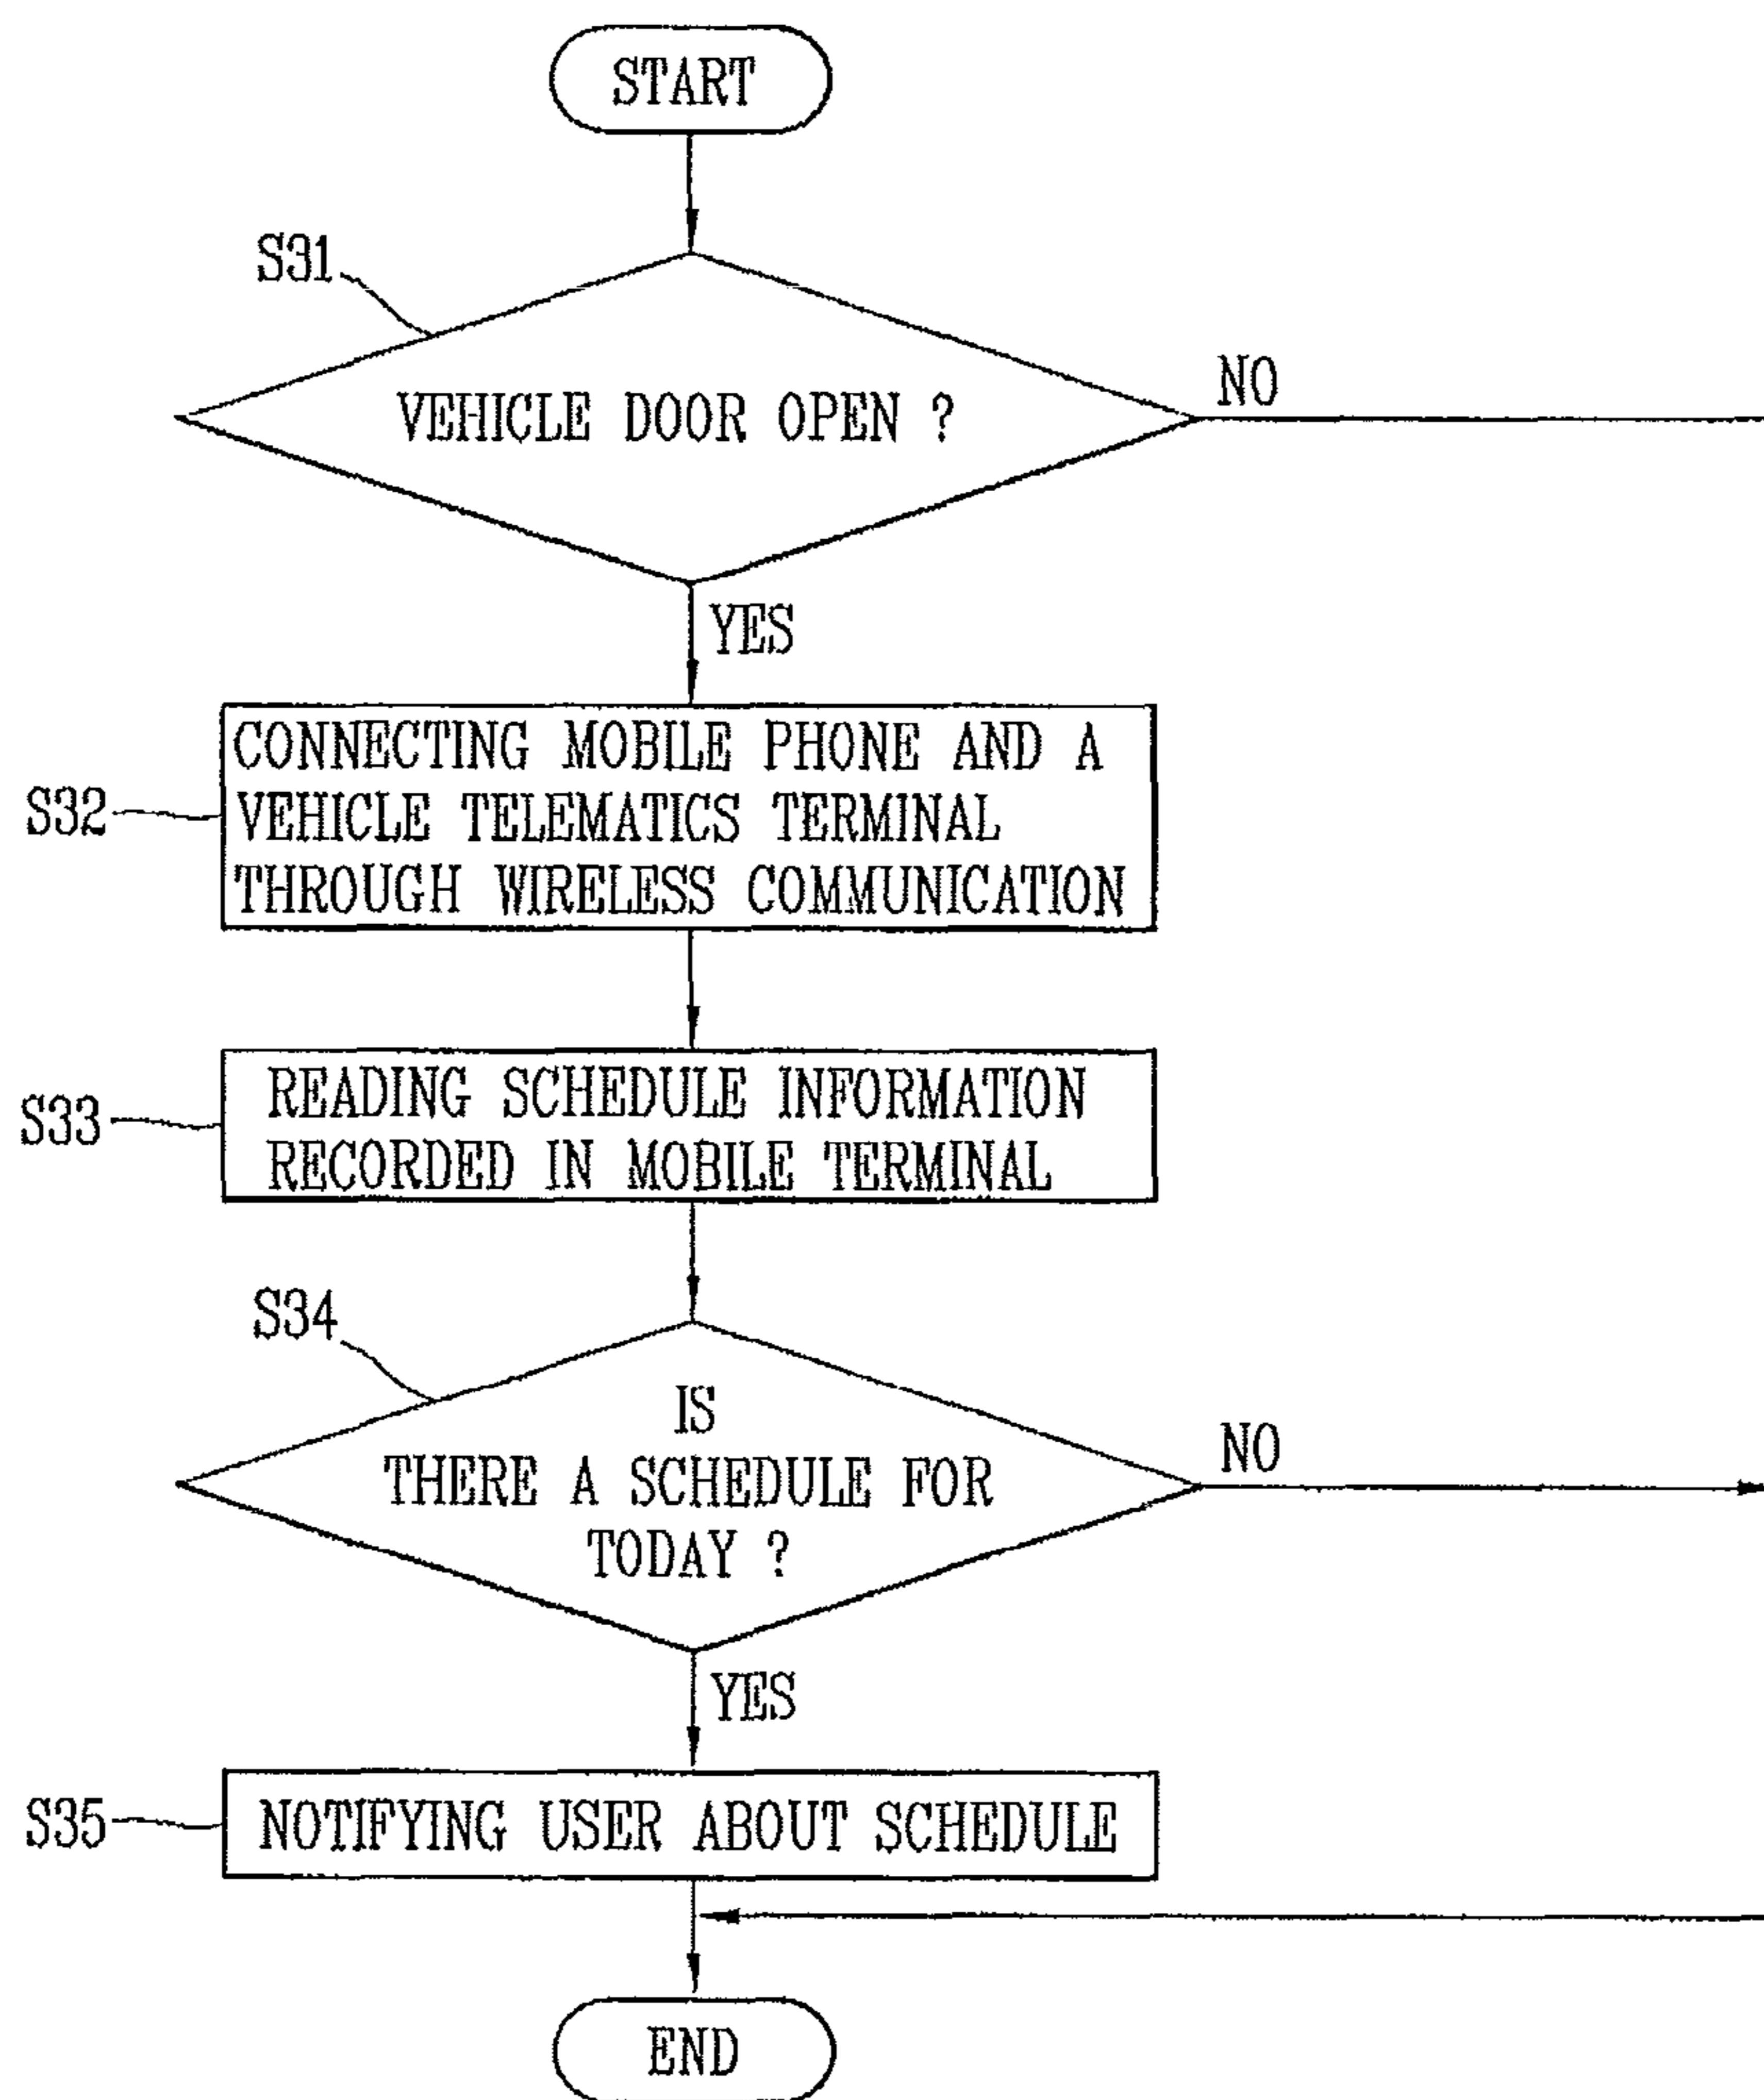 START
S31
VEHICLE DOOR OPEN ?
NO
YES
S32
CONNECTING MOBILE PHONE AND A
VEHICLE TELEMATICS TERMINAL
THROUGH WIRELESS COMMUNICATION
S33
READING SCHEDULE INFORMATION
RECORDED IN MOBILE TERMINAL
S34
IS
THERE A SCHEDULE FOR
TODAY ?
NO
YES
S35
NOTIFYING USER ABOUT SCHEDULE
END